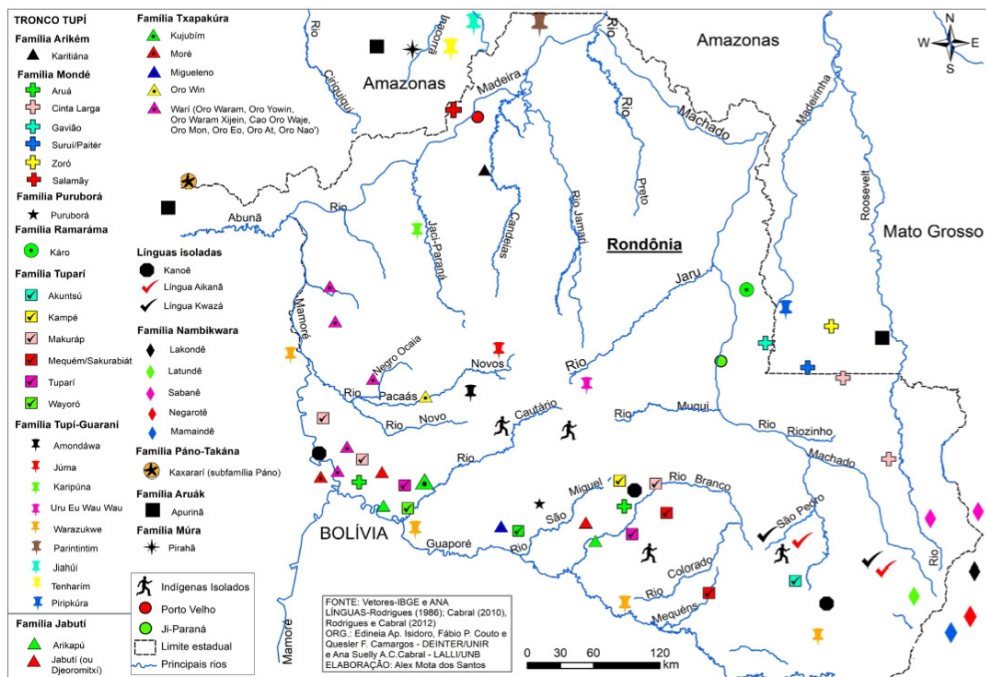 TRONCO TUPÍ
Família Arikém
Karitiána
Família Mondé
Aruá
Cinta Larga
Gavião
Suruí/Paitér
Zoró
Salamãy
Família Puruborá
Puruborá
Família Ramaráma
Káro
Família Tuparí
Akuntsú
Kampé
Makuráp
Mequém/Sakurabiát
Tuparí
Wayoró
Família Tupí-Guaraní
Amondáwa
Júma
Karipúna
Uru Eu Wau Wau
Warazukwe
Parintintim
Jiahúi
Tenharim
Piripkúra
Família Jabutí
Arikapú
Jabutí (ou
Djeoromitxí)
Família Txapakúra
Kujubím
Moré
Migueleno
Oro Win
Warí (Oro Waram, Oro Yowin,
Oro Waram Xijein, Cao Oro Waje,
Oro Mon, Oro Eo, Oro At, Oro Nao')
Línguas isoladas
Kanoê
Língua Aikanã
Língua Kwazá
Família Nambikwara
Lakondê
Latundê
Sabanê
Negarotê
Mamaindê
Família Páno-Takána
Kaxararí (subfamília Páno)
Família Aruák
Apurinã
Família Múra
Pirahã
Indígenas Isolados
Porto Velho
Ji-Paraná
Limite estadual
Principais rios
FONTE: Vetores-IBGE e ANA
LÍNGUAS-Rodrigues (1986); Cabral (2010),
Rodrigues e Cabral (2012)
ORG.: Edineia Ap. Isidoro, Fábio P. Couto e
Quesler F. Camargos - DEINTER/UNIR
e Ana Suelly A.C.Cabral - LALLI/UNB
ELABORAÇÃO: Alex Mota dos Santos
0 30 60 120
km
N
W E
S
Amazonas
Amazonas
Mato Grosso
Rondônia
BOLÍVIA
Rio
Ciriquiqui
Madeira
Rio
Machado
Rio
Preto
Madeirinha
Roosevelt
Abunã
Rio
Jaci-Paraná
Candeias
Rio Jamari
Jaru
Rio
Mamoré
Negro Ocaia
Rio
Pacaás
Novos
Rio
Novo
Rio
Cautário
Rio
Muqui
Riozinho
Machado
Rio
Rio
São
Miguel
Rio
Branco
São Pedro
Guaporé
Rio
Colorado
Mequéns
Mamoré